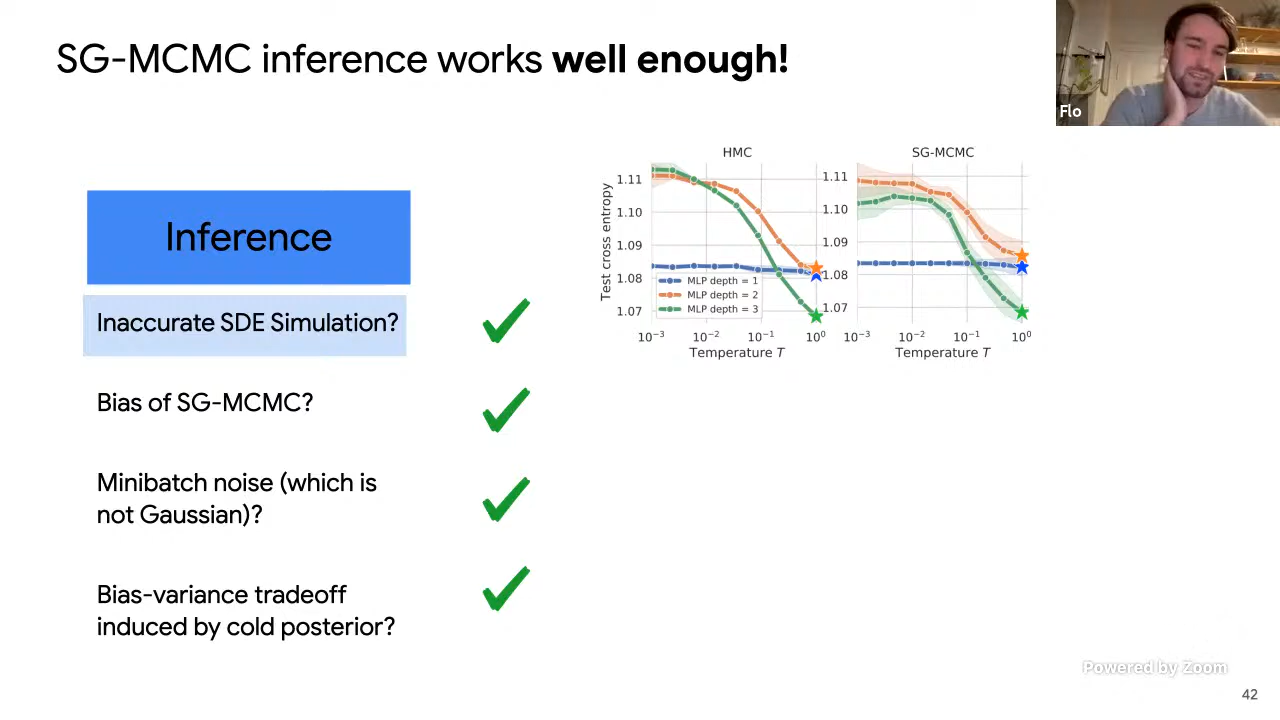 SG-MCMC inference works well enough!
Flo
Inference
Inaccurate SDE Simulation?
Bias of SG-MCMC?
Minibatch noise (which is
not Gaussian)?
Bias-variance tradeoff
induced by cold posterior?
HMC
Test cross entropy
1.11
1.10
1.09
1.08
1.07
MLP depth = 1
MLP depth = 2
MLP depth = 3
10⁻³ 10⁻² 10⁻¹ 10⁰
Temperature T
SG-MCMC
1.11
1.10
1.09
1.08
1.07
10⁻³ 10⁻² 10⁻¹ 10⁰
Temperature T
Powered by Zoom
42